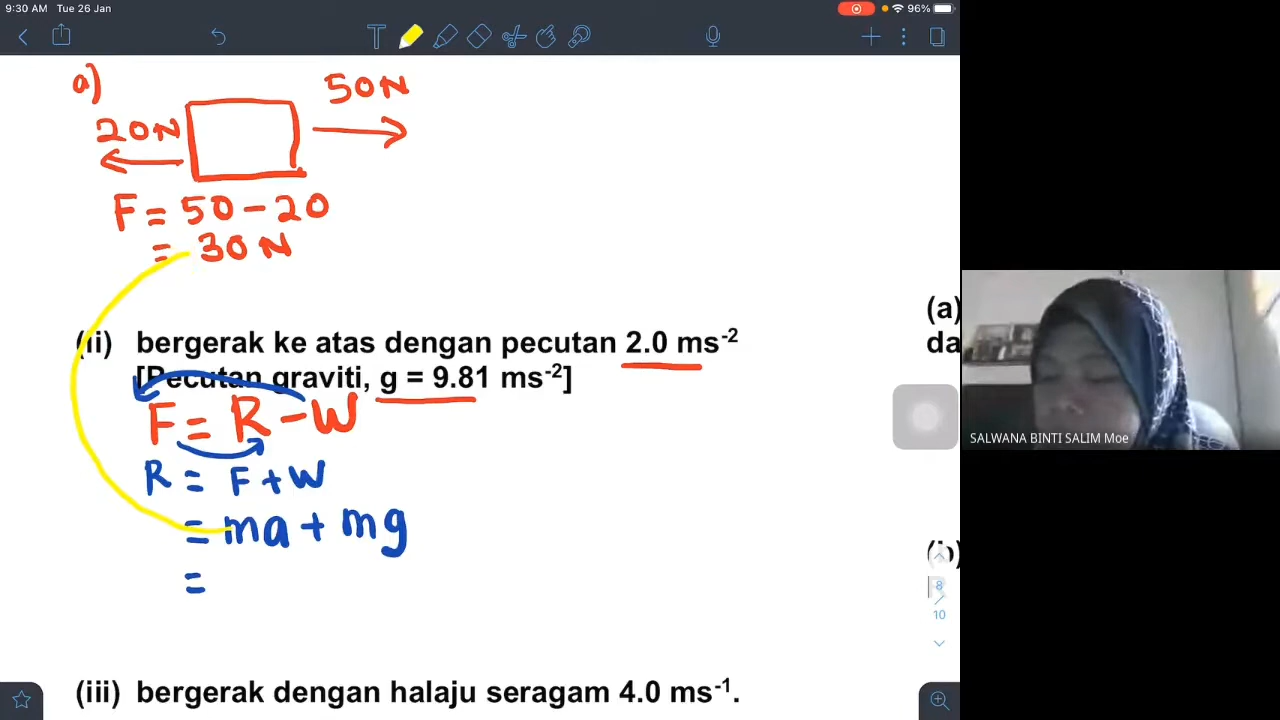 9:30 AM Tue 26 Jan
96%
a)
50N
20N
F = 50 - 20
= 30 N
(ii) bergerak ke atas dengan pecutan 2.0 ms-2
[Pecutan graviti, g = 9.81 ms-2]
F = R - W
R = F + W
= ma + mg
=
(iii) bergerak dengan halaju seragam 4.0 ms-1.
(a)
da
(b)
8
10
SALWANA BINTI SALIM Moe